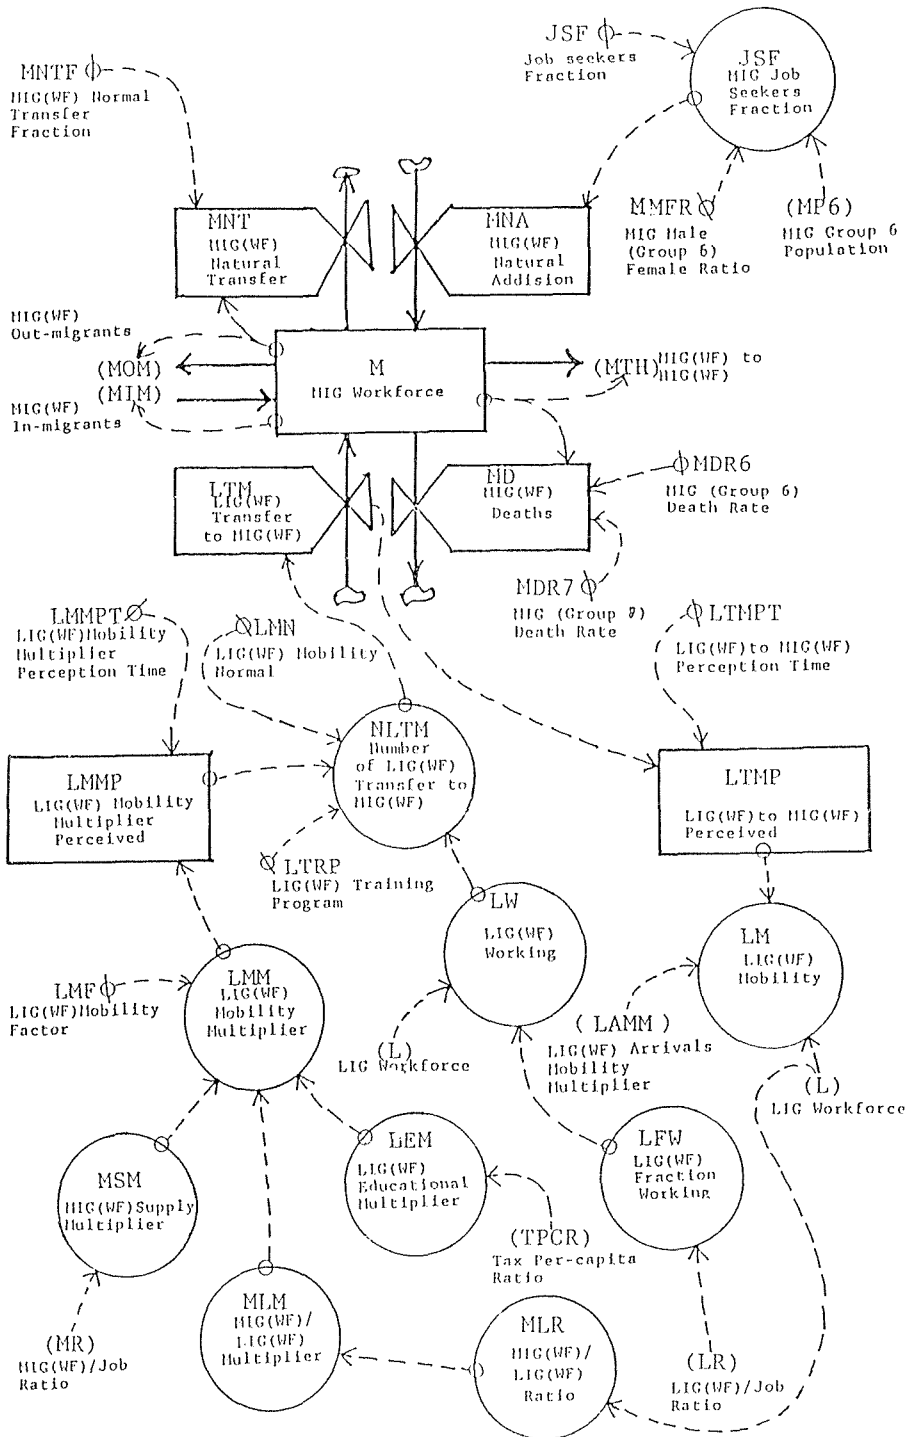 JSF
Job seekers
Fraction
JSF
MIG Job
Seekers
Fraction
MNTF
MIG(WF) Normal
Transfer
Fraction
MNT
MIG(WF)
Natural
Transfer
MNA
MIG(WF)
Natural
Addision
MMFR
MIG Male
(Group 6)
Female Ratio
(MP6)
MIG Group 6
Population
MIG(WF)
Out-migrants
(MOM)
(MIM)
MIG(WF)
In-migrants
M
MIG Workforce
(MTH)
MIG(WF) to
HIG(WF)
LTM
LIG(WF)
Transfer
to MIG(WF)
MD
MIG(WF)
Deaths
MDR6
MIG (Group 6)
Death Rate
MDR7
MIG (Group 8)
Death Rate
LMMPT
LIG(WF)Mobility
Multiplier
Perception Time
LMN
LIG(WF) Mobility
Normal
LTMPT
LIG(WF)to MIG(WF)
Perception Time
NLTM
Number
of LIG(WF)
Transfer to
MIG(WF)
LMMP
LIG(WF) Mobility
Multiplier
Perceived
LTMP
LIG(WF)to MIG(WF)
Perceived
LTRP
LIG(WF) Training
Program
LW
LIG(WF)
Working
LM
LIG(WF)
Mobility
LMF
LIG(WF)Mobility
Factor
LMM
LIG(WF)
Mobility
Multiplier
(L)
LIG Workforce
(LAMM )
LIG(WF) Arrivals
Mobility
Multiplier
(L)
LIG Workforce
MSM
MIG(WF)Supply
Multiplier
LEM
LIG(WF)
Educational
Multiplier
LFW
LIG(WF)
Fraction
Working
(TPCR)
Tax Per-capita
Ratio
MLM
MIG(WF)/
LIG(WF)
Multiplier
MLR
MIG(WF)/
LIG(WF)
Ratio
(MR)
MIG(WF)/Job
Ratio
(LR)
LIG(WF)/Job
Ratio